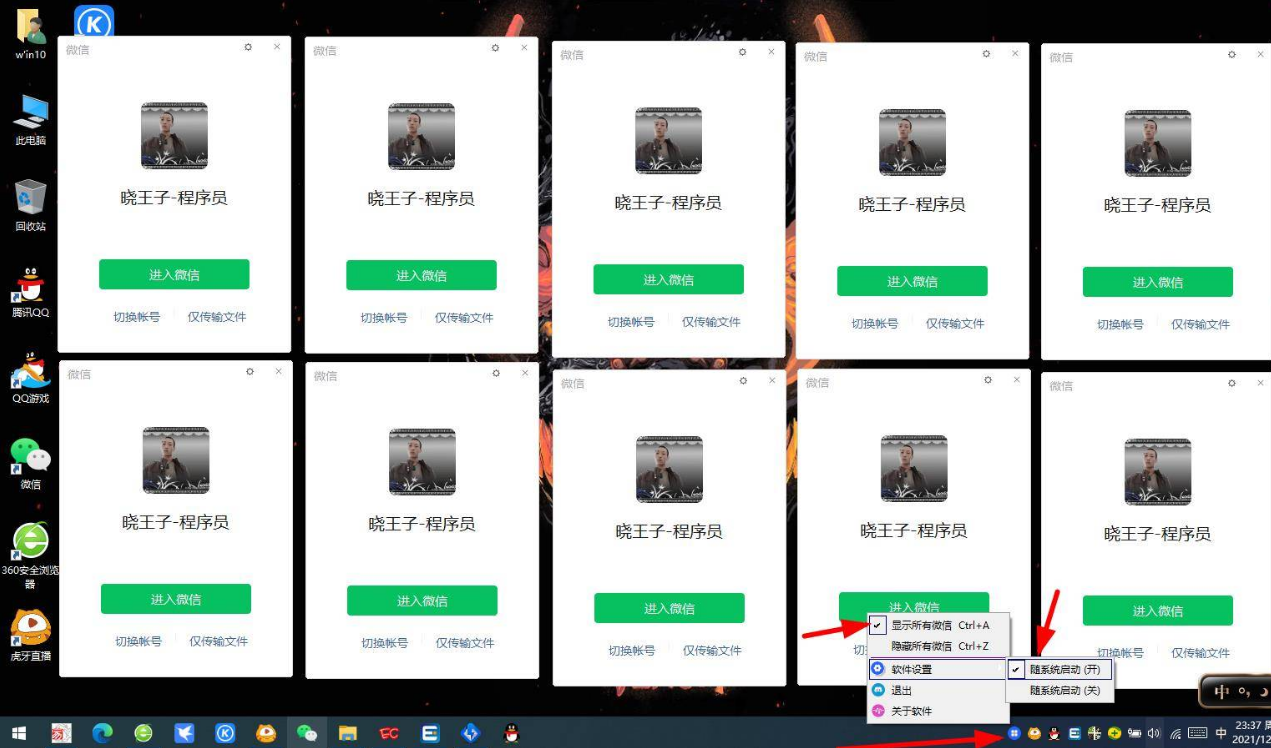 w'in10
此电脑
回收站
腾讯QQ
QQ游戏
微信
360安全浏览
器
虎牙直播
微信
晓王子-程序员
进入微信
切换帐号 仅传输文件
微信
晓王子-程序员
进入微信
切换帐号 仅传输文件
微信
晓王子-程序员
进入微信
切换帐号 仅传输文件
微信
晓王子-程序员
进入微信
切换帐号 仅传输文件
微信
晓王子-程序员
进入微信
切换帐号 仅传输文件
微信
晓王子-程序员
进入微信
切换帐号 仅传输文件
微信
晓王子-程序员
进入微信
切换帐号 仅传输文件
微信
晓王子-程序员
进入微信
切换帐号 仅传输文件
微信
晓王子-程序员
进入微信
切
微信
晓王子-程序员
进入微信
切换帐号 仅传输文件
显示所有微信 Ctrl+A
隐藏所有微信 Ctrl+Z
软件设置
退出
关于软件
随系统启动 (开)
随系统启动 (关)
中 °,
中
23:37
2021/12